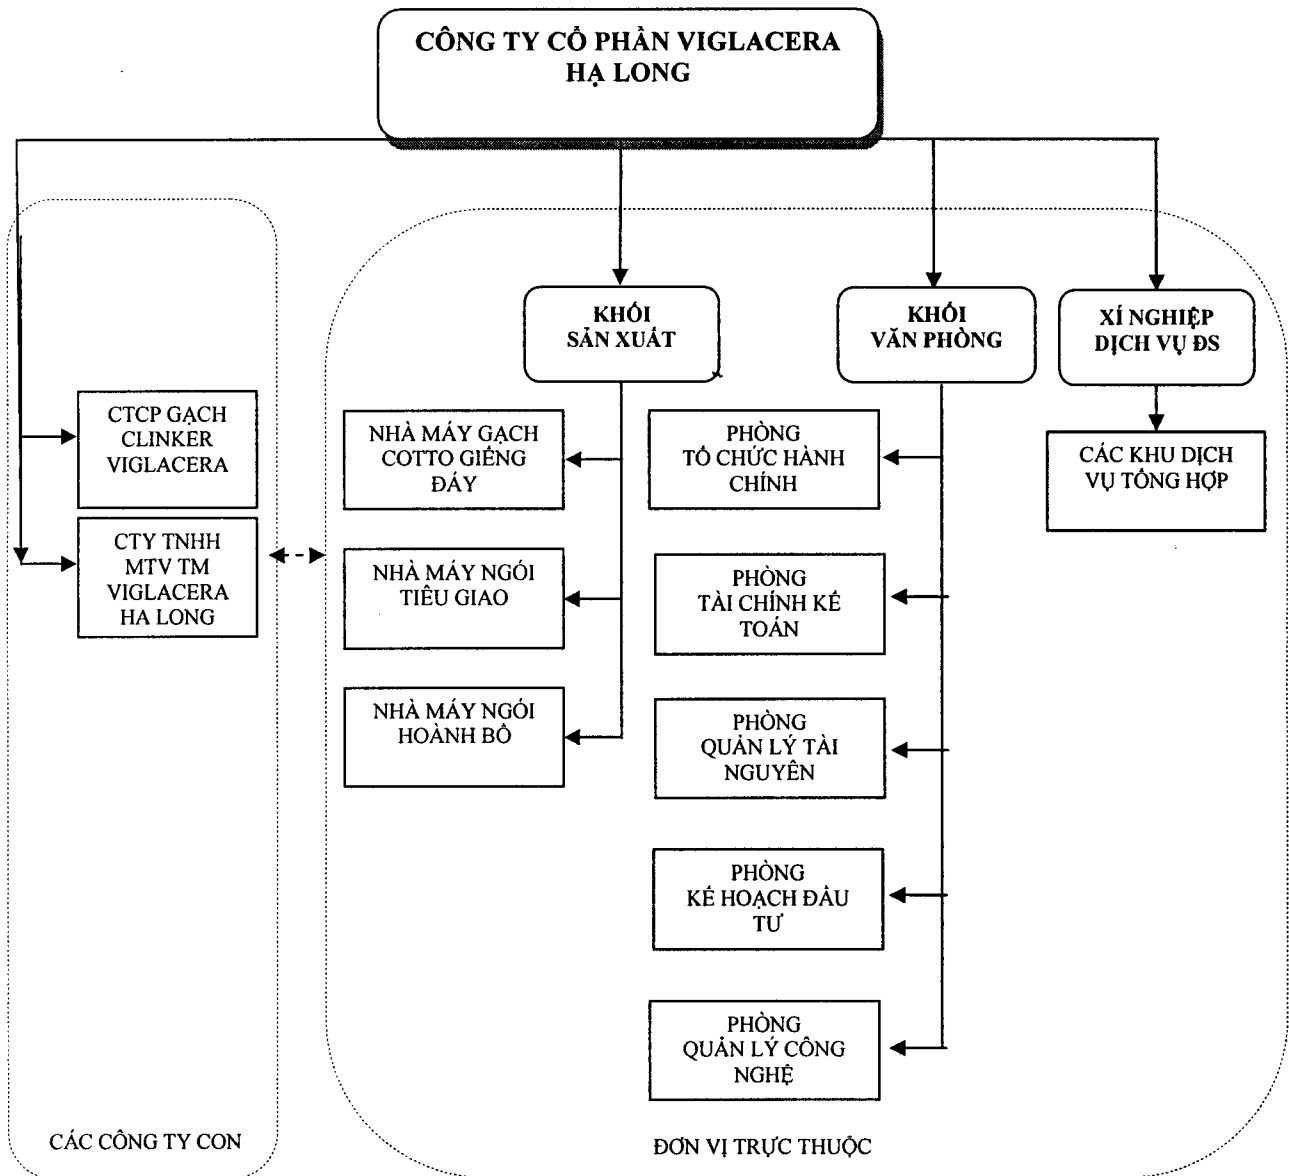 CÔNG TY CỔ PHẦN VIGLACERA
HẠ LONG
KHỐI
SẢN XUẤT
KHỐI
VĂN PHÒNG
XÍ NGHIỆP
DỊCH VỤ ĐS
CTCP GẠCH
CLINKER
VIGLACERA
CTY TNHH
MTV TM
VIGLACERA
HA LONG
NHÀ MÁY GẠCH
COTTO GIẾNG
ĐÁY
NHÀ MÁY NGÓI
TIÊU GIAO
NHÀ MÁY NGÓI
HOÀNH BỒ
PHÒNG
TỔ CHỨC HÀNH
CHÍNH
PHÒNG
TÀI CHÍNH KẾ
TOÁN
PHÒNG
QUẢN LÝ TÀI
NGUYÊN
PHÒNG
KẾ HOẠCH ĐẦU
TƯ
PHÒNG
QUẢN LÝ CÔNG
NGHỆ
CÁC KHU DỊCH
VỤ TỔNG HỢP
CÁC CÔNG TY CON
ĐƠN VỊ TRỰC THUỘC